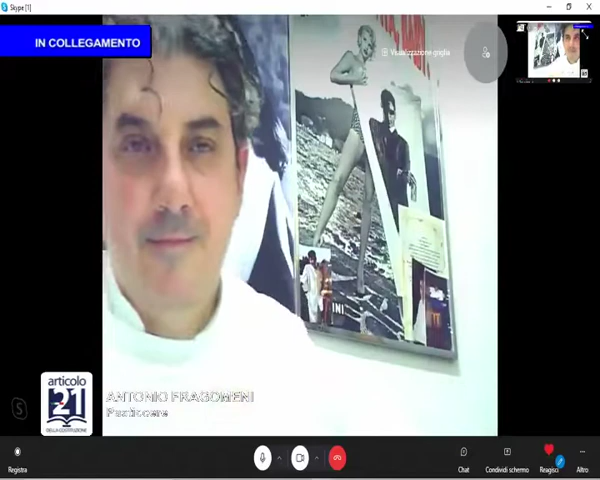 Skype [1]
IN COLLEGAMENTO
Visualizzazione griglia
INI
articolo
21
DELLA COSTITUZIONE
ANTONIO FRAGOMENI
Pasticcere
Registra
Chat
Condividi schermo
Reagisci
Altro